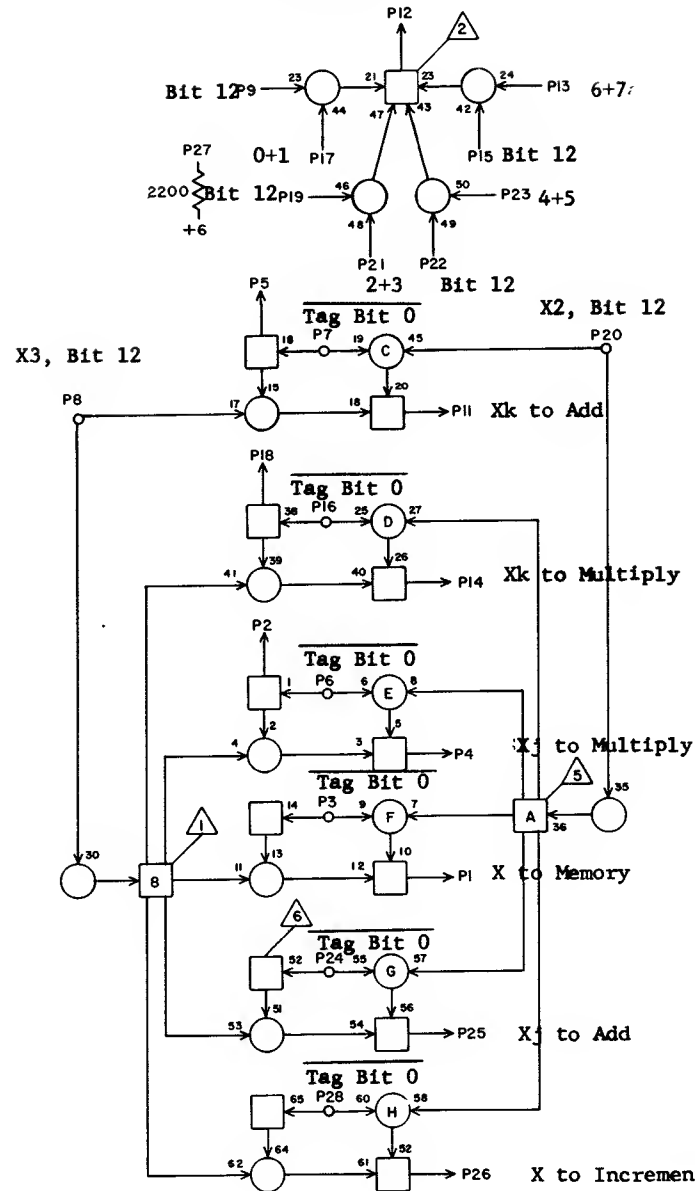 P12
2
Bit 12 P9 23 21 23 24 P13 6+7
44 47 43 42
P27 0+1 P17 P15 Bit 12
2200 Bit 12 P19 46 50 P23 4+5
+6 48 49
P21 P22
2+3 Bit 12
P5
Tag Bit 0 X2, Bit 12
X3, Bit 12 18 P7 19 C 45 P20
P8 15 20
17 18 P11 Xk to Add
P18
Tag Bit 0
38 P16 25 D 27
39 26
41 40 P14 Xk to Multiply
P2
Tag Bit 0
1 P6 6 E 8
2 5
4 3 P4 Xj to Multiply
Tag Bit 0 5
14 P3 9 F 7 A 36 35
1 13 10
30 B 11 12 P1 X to Memory
6
Tag Bit 0
52 P24 55 G 57
51 56
53 54 P25 Xj to Add
Tag Bit 0
65 P28 60 H 58
64 52
62 61 P26 X to Incremen